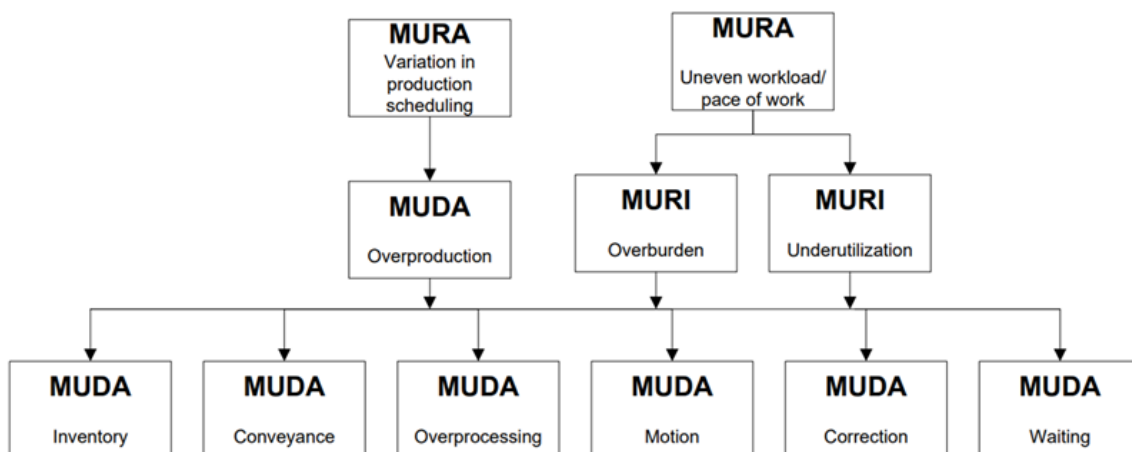 MURA
Variation in
production
scheduling
MURA
Uneven workload/
pace of work
MUDA
Overproduction
MURI
Overburden
MURI
Underutilization
MUDA
Inventory
MUDA
Conveyance
MUDA
Overprocessing
MUDA
Motion
MUDA
Correction
MUDA
Waiting